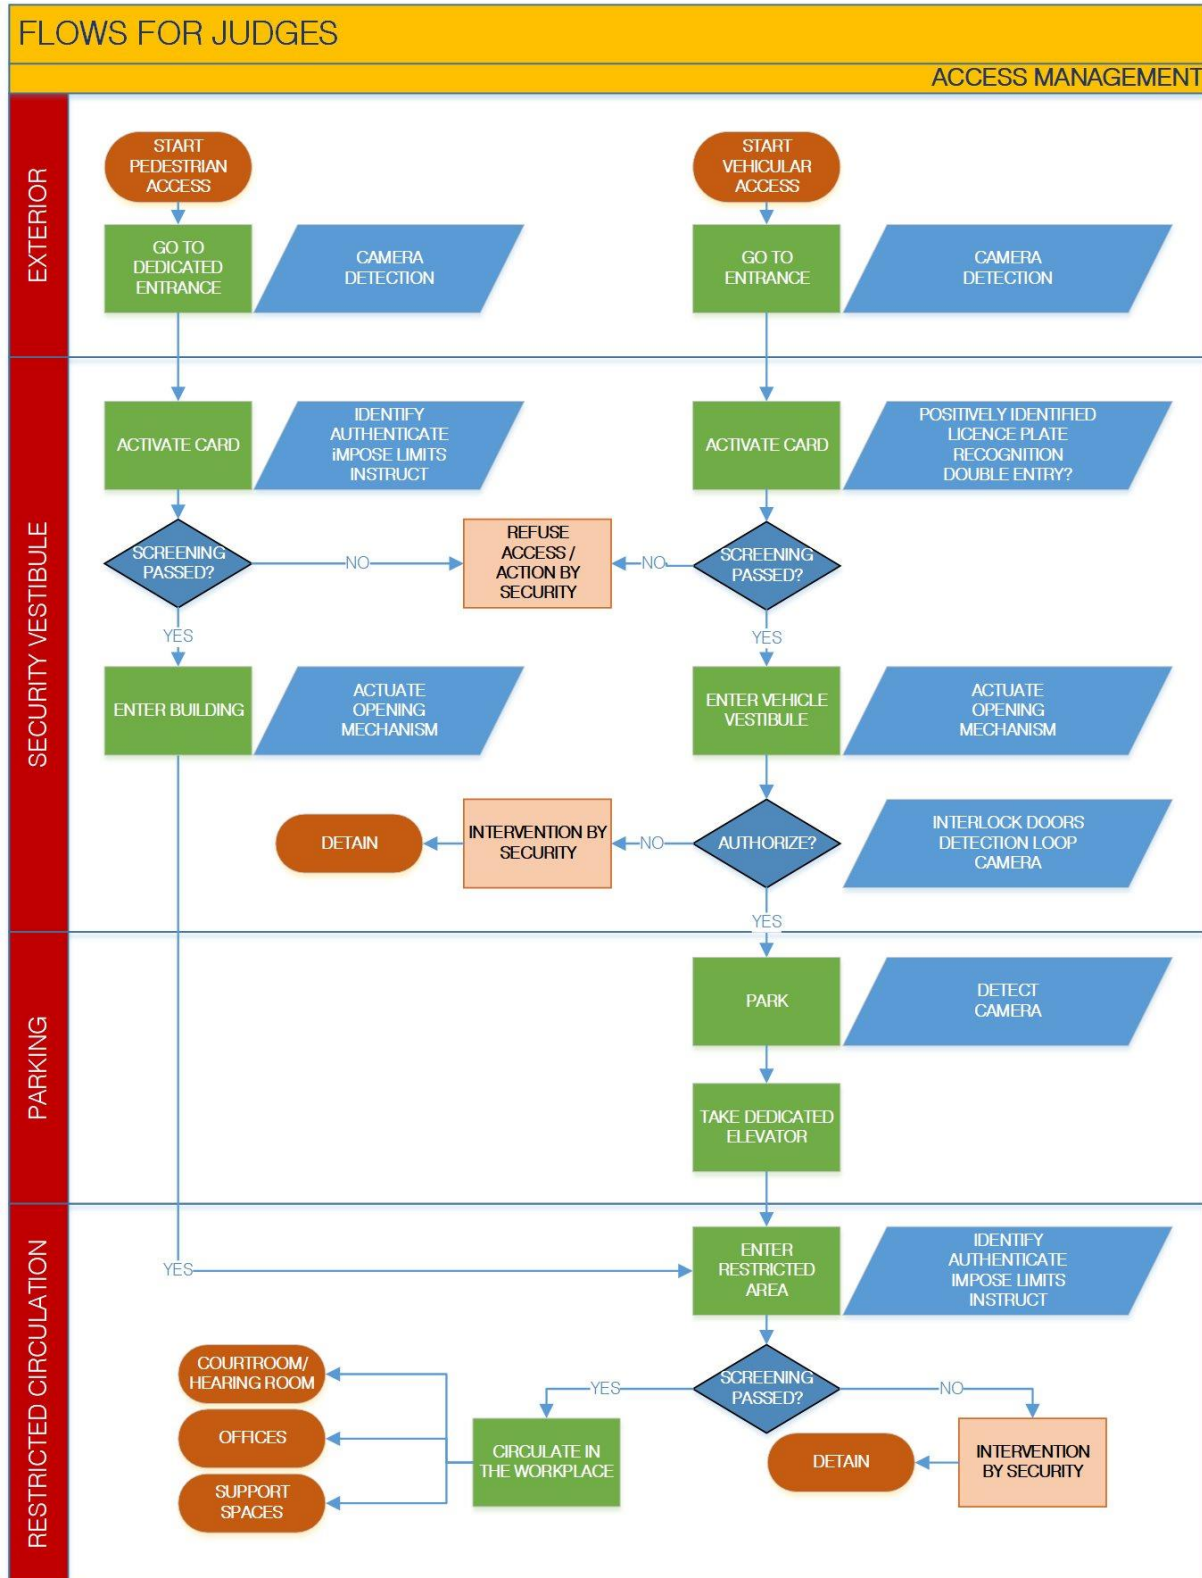 FLOWS FOR JUDGES
ACCESS MANAGEMENT
EXTERIOR
START
PEDESTRIAN
ACCESS
START
VEHICULAR
ACCESS
GO TO
DEDICATED
ENTRANCE
CAMERA
DETECTION
GO TO
ENTRANCE
CAMERA
DETECTION
SECURITY VESTIBULE
ACTIVATE CARD
IDENTIFY
AUTHENTICATE
iMPOSE LIMITS
INSTRUCT
ACTIVATE CARD
POSITIVELY IDENTIFIED
LICENCE PLATE
RECOGNITION
DOUBLE ENTRY?
SCREENING
PASSED?
NO
REFUSE
ACCESS /
ACTION BY
SECURITY
NO
SCREENING
PASSED?
YES
YES
ENTER BUILDING
ACTUATE
OPENING
MECHANISM
ENTER VEHICLE
VESTIBULE
ACTUATE
OPENING
MECHANISM
DETAIN
INTERVENTION BY
SECURITY
NO
AUTHORIZE?
INTERLOCK DOORS
DETECTION LOOP
CAMERA
YES
PARKING
PARK
DETECT
CAMERA
TAKE DEDICATED
ELEVATOR
RESTRICTED CIRCULATION
YES
ENTER
RESTRICTED
AREA
IDENTIFY
AUTHENTICATE
IMPOSE LIMITS
INSTRUCT
SCREENING
PASSED?
YES
NO
COURTROOM/
HEARING ROOM
OFFICES
SUPPORT
SPACES
CIRCULATE IN
THE WORKPLACE
DETAIN
INTERVENTION
BY SECURITY